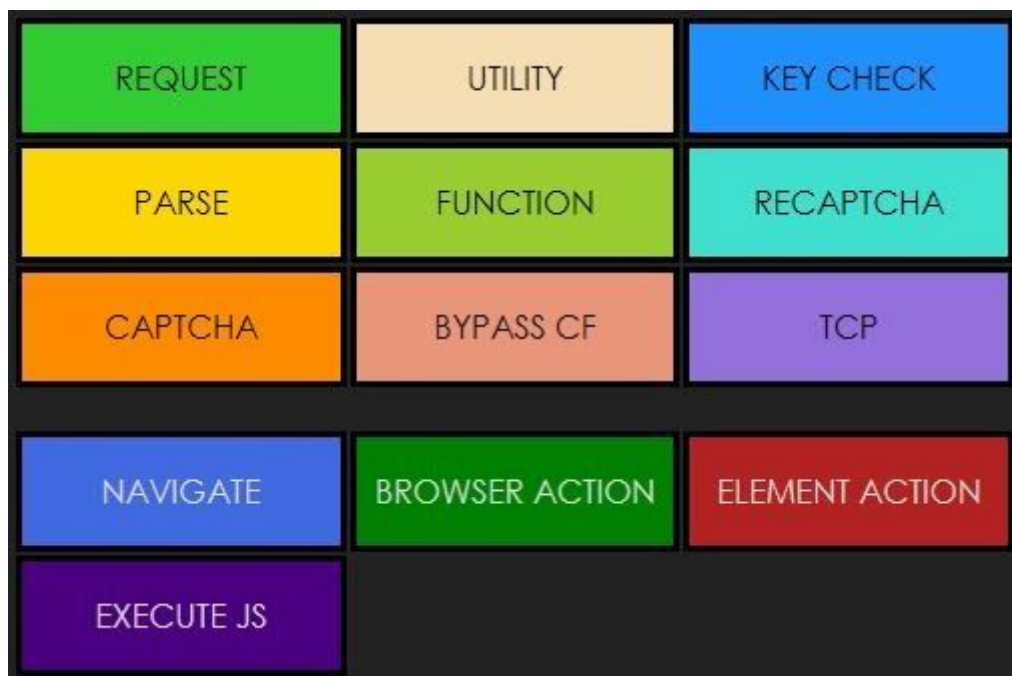 REQUEST
UTILITY
KEY CHECK
PARSE
FUNCTION
RECAPTCHA
CAPTCHA
BYPASS CF
TCP
NAVIGATE
BROWSER ACTION
ELEMENT ACTION
EXECUTE JS